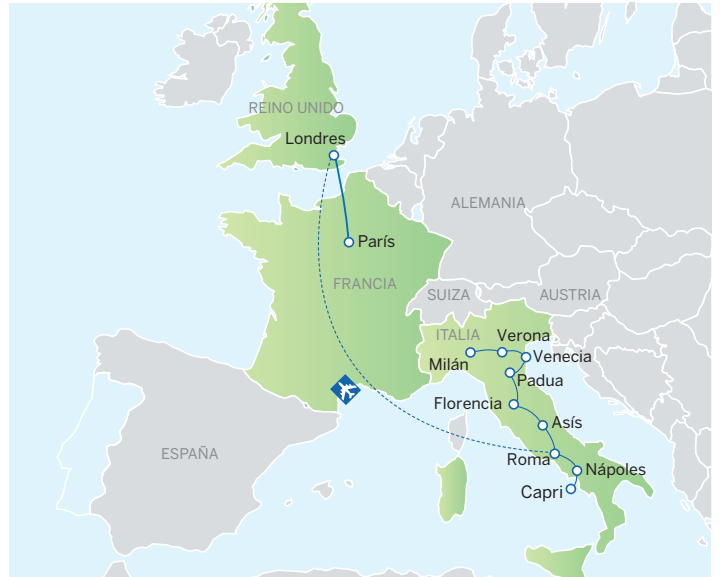 REINO UNIDO
Londres
ALEMANIA
París
FRANCIA
SUIZA
AUSTRIA
ITALIA
Verona
Milán
Venecia
Padua
Florencia
Asís
ESPAÑA
Roma
Nápoles
Capri